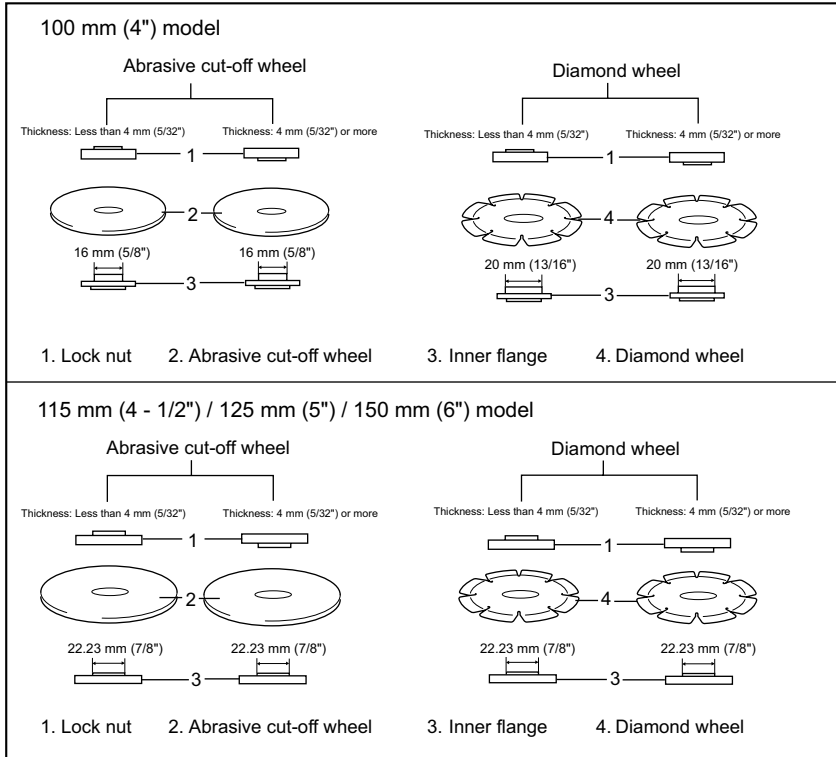 100 mm (4") model
Abrasive cut-off wheel
Diamond wheel
Thickness: Less than 4 mm (5/32") Thickness: 4 mm (5/32") or more
Thickness: Less than 4 mm (5/32") Thickness: 4 mm (5/32") or more
1
1
2
4
16 mm (5/8") 16 mm (5/8")
20 mm (13/16") 20 mm (13/16")
3
3
1. Lock nut 2. Abrasive cut-off wheel 3. Inner flange 4. Diamond wheel
115 mm (4 - 1/2") / 125 mm (5") / 150 mm (6") model
Abrasive cut-off wheel
Diamond wheel
Thickness: Less than 4 mm (5/32") Thickness: 4 mm (5/32") or more
Thickness: Less than 4 mm (5/32") Thickness: 4 mm (5/32") or more
1
1
2
4
22.23 mm (7/8") 22.23 mm (7/8")
22.23 mm (7/8") 22.23 mm (7/8")
3
3
1. Lock nut 2. Abrasive cut-off wheel 3. Inner flange 4. Diamond wheel